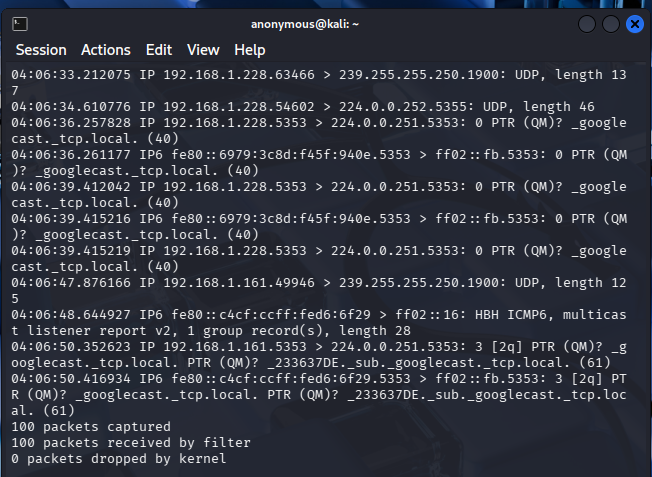 anonymous@kali: ~
Session Actions Edit View Help
04:06:33.212075 IP 192.168.1.228.63466 > 239.255.255.250.1900: UDP, length 13
7
04:06:34.610776 IP 192.168.1.228.54602 > 224.0.0.252.5355: UDP, length 46
04:06:36.257828 IP 192.168.1.228.5353 > 224.0.0.251.5353: 0 PTR (QM)? _google
cast._tcp.local. (40)
04:06:36.261177 IP6 fe80::6979:3c8d:f45f:940e.5353 > ff02::fb.5353: 0 PTR (QM
)? _googlecast._tcp.local. (40)
04:06:39.412042 IP 192.168.1.228.5353 > 224.0.0.251.5353: 0 PTR (QM)? _google
cast._tcp.local. (40)
04:06:39.415216 IP6 fe80::6979:3c8d:f45f:940e.5353 > ff02::fb.5353: 0 PTR (QM
)? _googlecast._tcp.local. (40)
04:06:39.415219 IP 192.168.1.228.5353 > 224.0.0.251.5353: 0 PTR (QM)? _google
cast._tcp.local. (40)
04:06:47.876166 IP 192.168.1.161.49946 > 239.255.255.250.1900: UDP, length 12
5
04:06:48.644927 IP6 fe80::c4cf:ccff:fed6:6f29 > ff02::16: HBH ICMP6, multicas
t listener report v2, 1 group record(s), length 28
04:06:50.352623 IP 192.168.1.161.5353 > 224.0.0.251.5353: 3 [2q] PTR (QM)? _g
ooglecast._tcp.local. PTR (QM)? _233637DE._sub._googlecast._tcp.local. (61)
04:06:50.416934 IP6 fe80::c4cf:ccff:fed6:6f29.5353 > ff02::fb.5353: 3 [2q] PT
R (QM)? _googlecast._tcp.local. PTR (QM)? _233637DE._sub._googlecast._tcp.loc
al. (61)
100 packets captured
100 packets received by filter
0 packets dropped by kernel